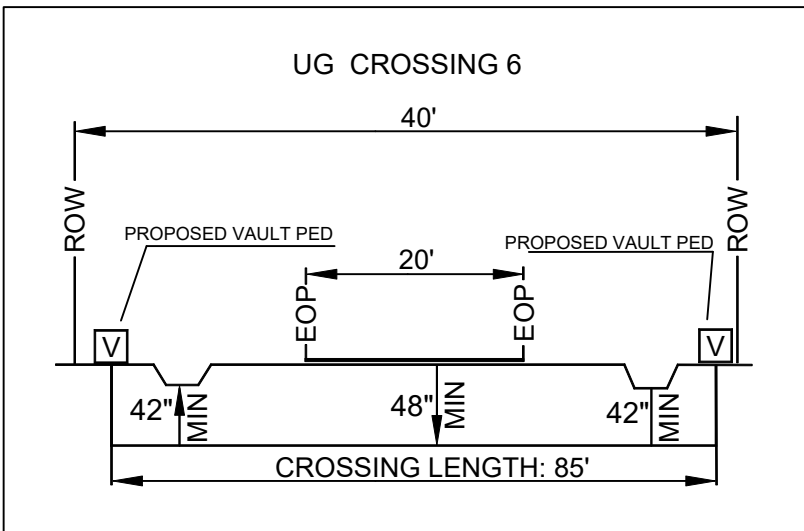 UG CROSSING 6
40'
ROW
ROW
PROPOSED VAULT PED
PROPOSED VAULT PED
20'
EOP
EOP
V
V
42"
MIN
48"
MIN
42"
MIN
CROSSING LENGTH: 85'